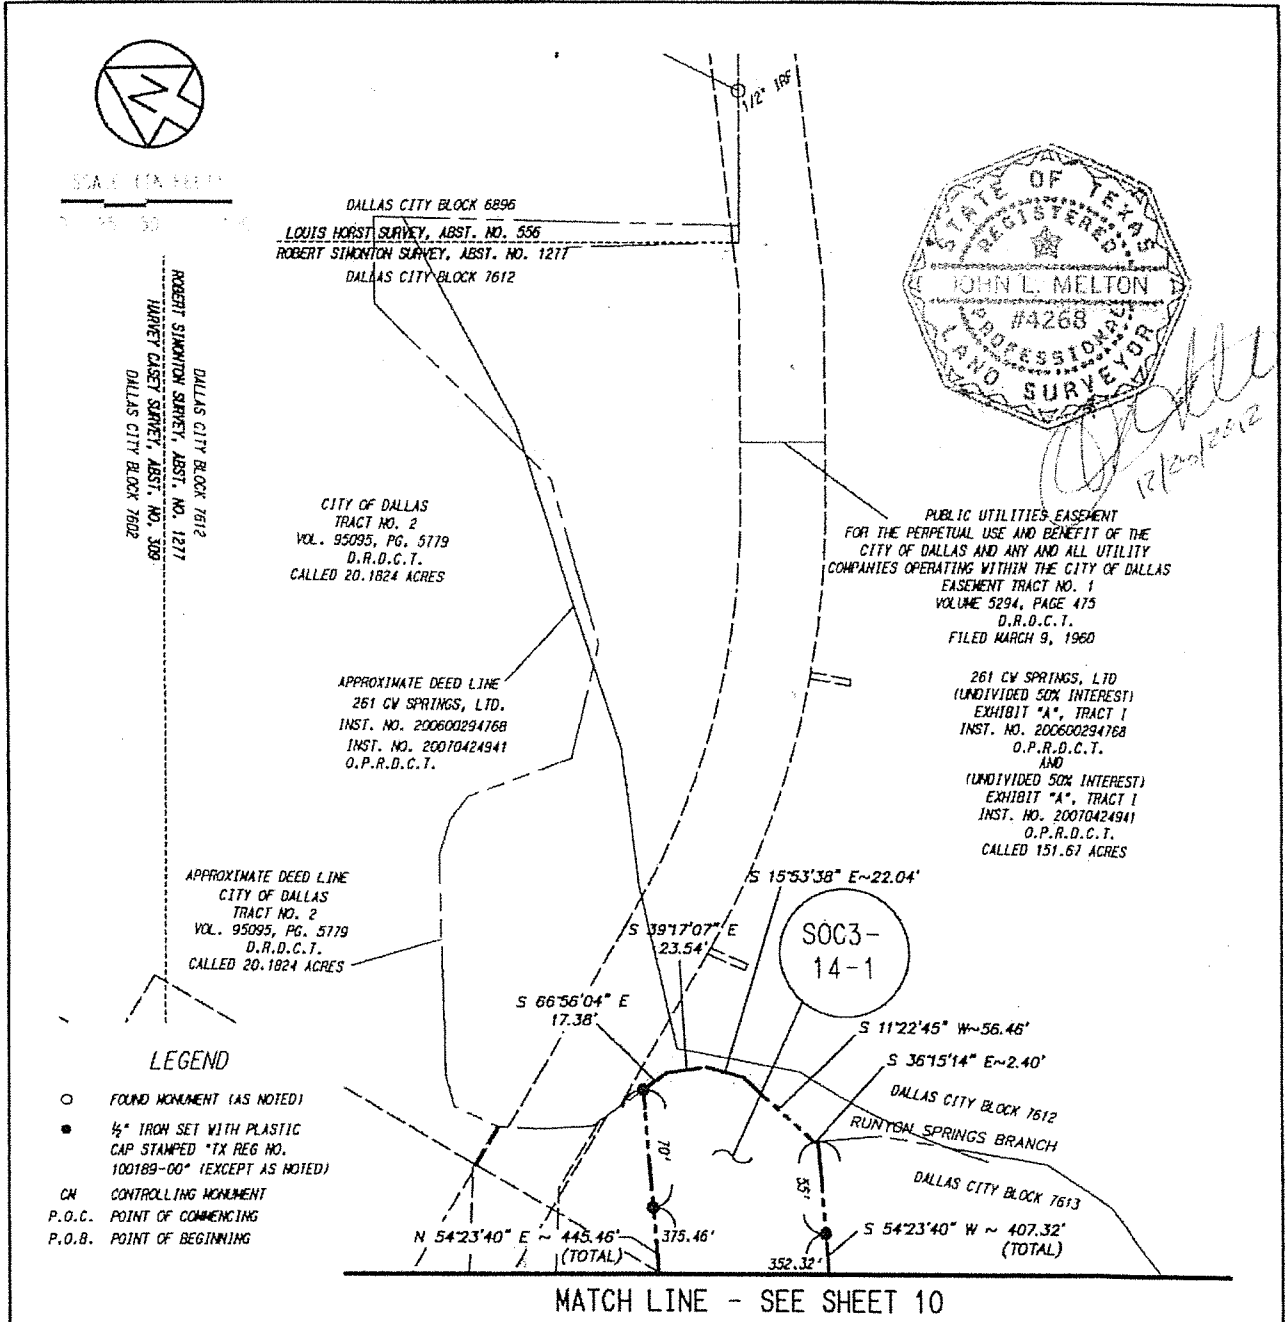 N
DALLAS CITY BLOCK 6896
LOUIS HORST SURVEY, ABST. NO. 556
ROBERT SIMONTON SURVEY, ABST. NO. 1277
DALLAS CITY BLOCK 7612
1/2" IRF
STATE OF TEXAS
REGISTERED
JOHN L. MELTON
#4268
PROFESSIONAL
LAND SURVEYOR
12/20/2012
DALLAS CITY BLOCK 7612
ROBERT SIMONTON SURVEY, ABST. NO. 1277
HARVEY CASEY SURVEY, ABST. NO. 309
DALLAS CITY BLOCK 7602
CITY OF DALLAS
TRACT NO. 2
VOL. 95095, PG. 5779
D.R.D.C.T.
CALLED 20.1824 ACRES
PUBLIC UTILITIES EASEMENT
FOR THE PERPETUAL USE AND BENEFIT OF THE
CITY OF DALLAS AND ANY AND ALL UTILITY
COMPANIES OPERATING WITHIN THE CITY OF DALLAS
EASEMENT TRACT NO. 1
VOLUME 5294, PAGE 475
D.R.D.C.T.
FILED MARCH 9, 1960
APPROXIMATE DEED LINE
261 CW SPRINGS, LTD.
INST. NO. 200600294768
INST. NO. 20070424941
O.P.R.D.C.T.
261 CW SPRINGS, LTD
(UNDIVIDED 50% INTEREST)
EXHIBIT "A", TRACT I
INST. NO. 200600294768
O.P.R.D.C.T.
AND
(UNDIVIDED 50% INTEREST)
EXHIBIT "A", TRACT I
INST. NO. 20070424941
O.P.R.D.C.T.
CALLED 151.67 ACRES
APPROXIMATE DEED LINE
CITY OF DALLAS
TRACT NO. 2
VOL. 95095, PG. 5779
D.R.D.C.T.
CALLED 20.1824 ACRES
S 15°53'38" E~22.04'
S 39°17'07" E
23.54'
SOC3-
14-1
S 66°56'04" E
17.38'
S 11°22'45" W~56.46'
S 36°15'14" E~2.40'
DALLAS CITY BLOCK 7612
RUNYON SPRINGS BRANCH
DALLAS CITY BLOCK 7613
70'
55'
N 54°23'40" E ~ 445.46'
(TOTAL)
375.46'
352.32'
S 54°23'40" W ~ 407.32'
(TOTAL)
LEGEND
FOUND MONUMENT (AS NOTED)
½" IRON SET WITH PLASTIC
CAP STAMPED "TX REG NO.
100189-00" (EXCEPT AS NOTED)
CM CONTROLLING MONUMENT
P.O.C. POINT OF COMMENCING
P.O.B. POINT OF BEGINNING
MATCH LINE - SEE SHEET 10